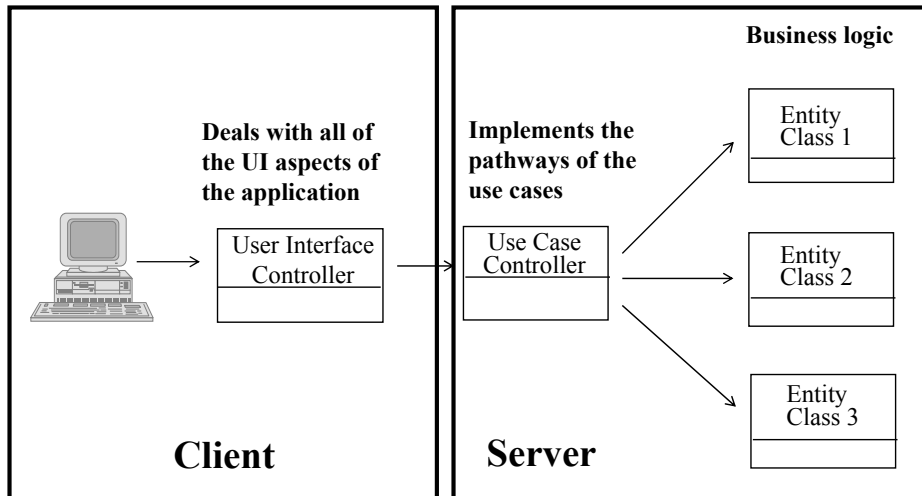 Business logic
Deals with all of
the UI aspects of
the application
User Interface
Controller
Client
Implements the
pathways of the
use cases
Use Case
Controller
Entity
Class 1
Entity
Class 2
Entity
Class 3
Server